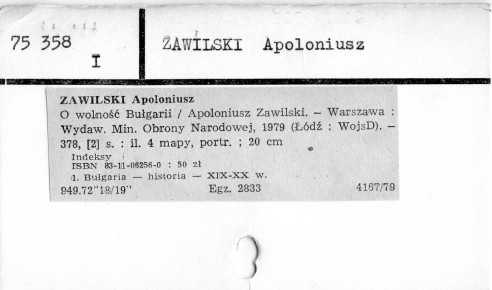 75 358
I
ZAWILSKI Apoloniusz
ZAWILSKI Apoloniusz
O wolność Bułgarii / Apoloniusz Zawilski. – Warszawa :
Wydaw. Min. Obrony Narodowej, 1979 (Łódź : WojsD). –
378, [2] s. : il. 4 mapy, portr. ; 20 cm
Indeksy
ISBN 83-11-06256-0 : 50 zł
1. Bułgaria — historia — XIX-XX w.
949.72"18/19" Egz. 2833 4167/79